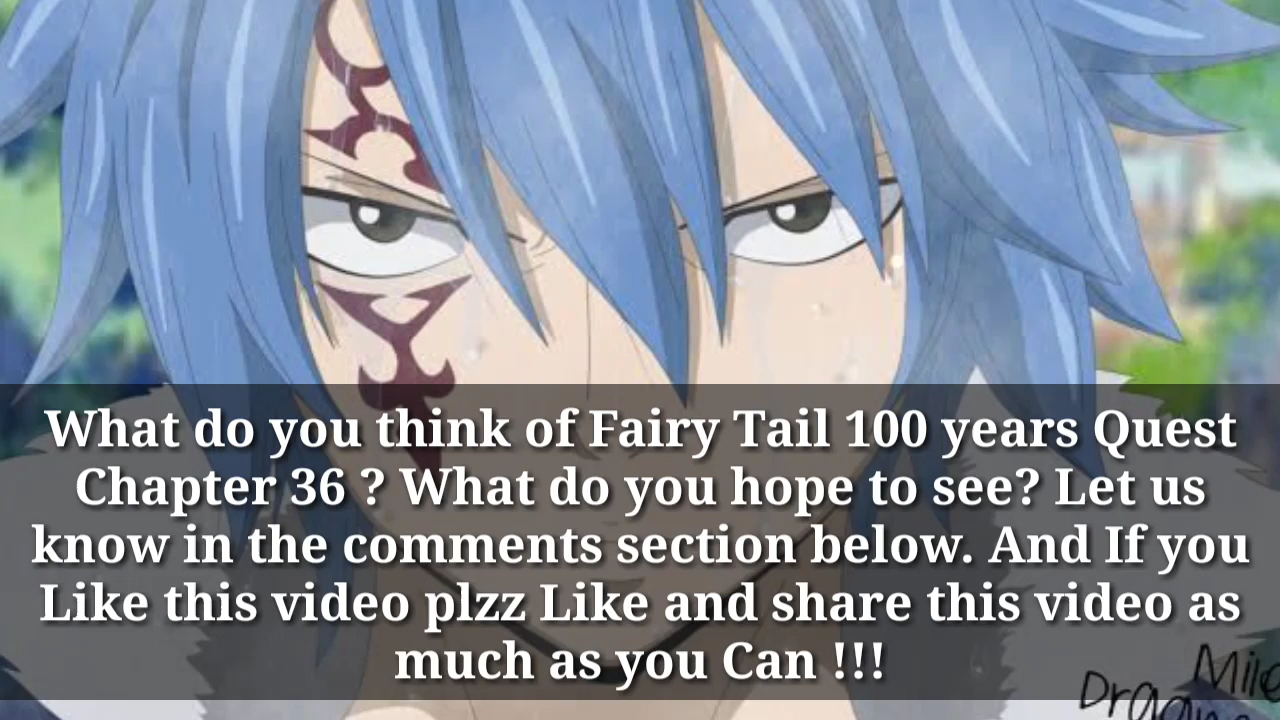 What do you think of Fairy Tail 100 years Quest
Chapter 36 ? What do you hope to see? Let us
know in the comments section below. And If you
Like this video plzz Like and share this video as
much as you Can !!!